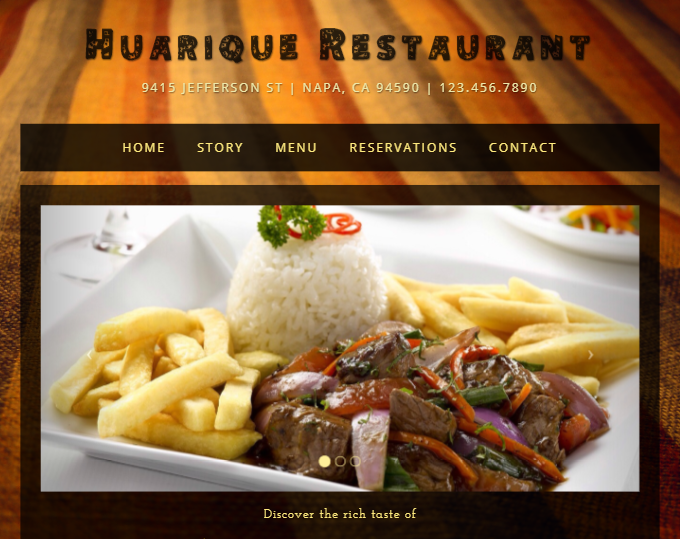 Huarique Restaurant
9415 JEFFERSON ST | NAPA, CA 94590 | 123.456.7890
HOME STORY MENU RESERVATIONS CONTACT
Discover the rich taste of